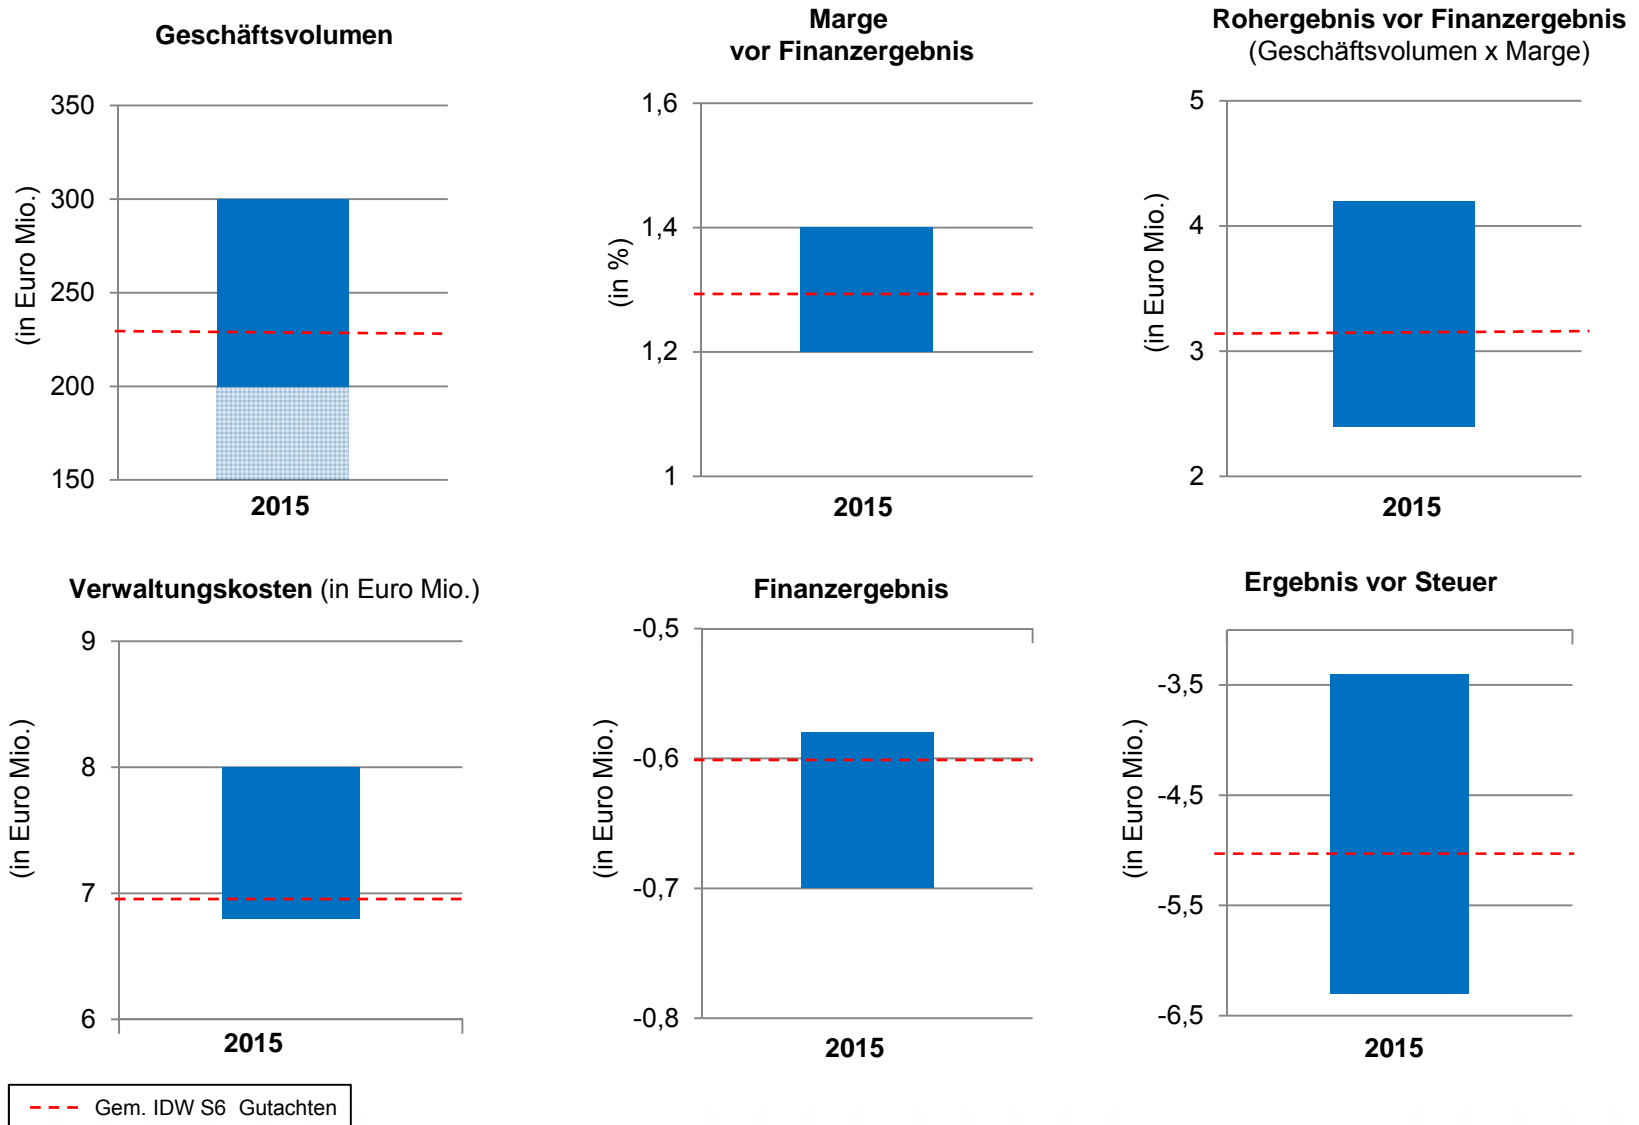 Geschäftsvolumen
350
300
250
200
150
(in Euro Mio.)
2015
Marge
vor Finanzergebnis
1,6
1,4
1,2
1
(in %)
2015
Rohergebnis vor Finanzergebnis
(Geschäftsvolumen x Marge)
5
4
3
2
(in Euro Mio.)
2015
Verwaltungskosten (in Euro Mio.)
9
8
7
6
(in Euro Mio.)
2015
Finanzergebnis
-0,5
-0,6
-0,7
-0,8
(in Euro Mio.)
2015
Ergebnis vor Steuer
-3,5
-4,5
-5,5
-6,5
(in Euro Mio.)
2015
Gem. IDW S6 Gutachten